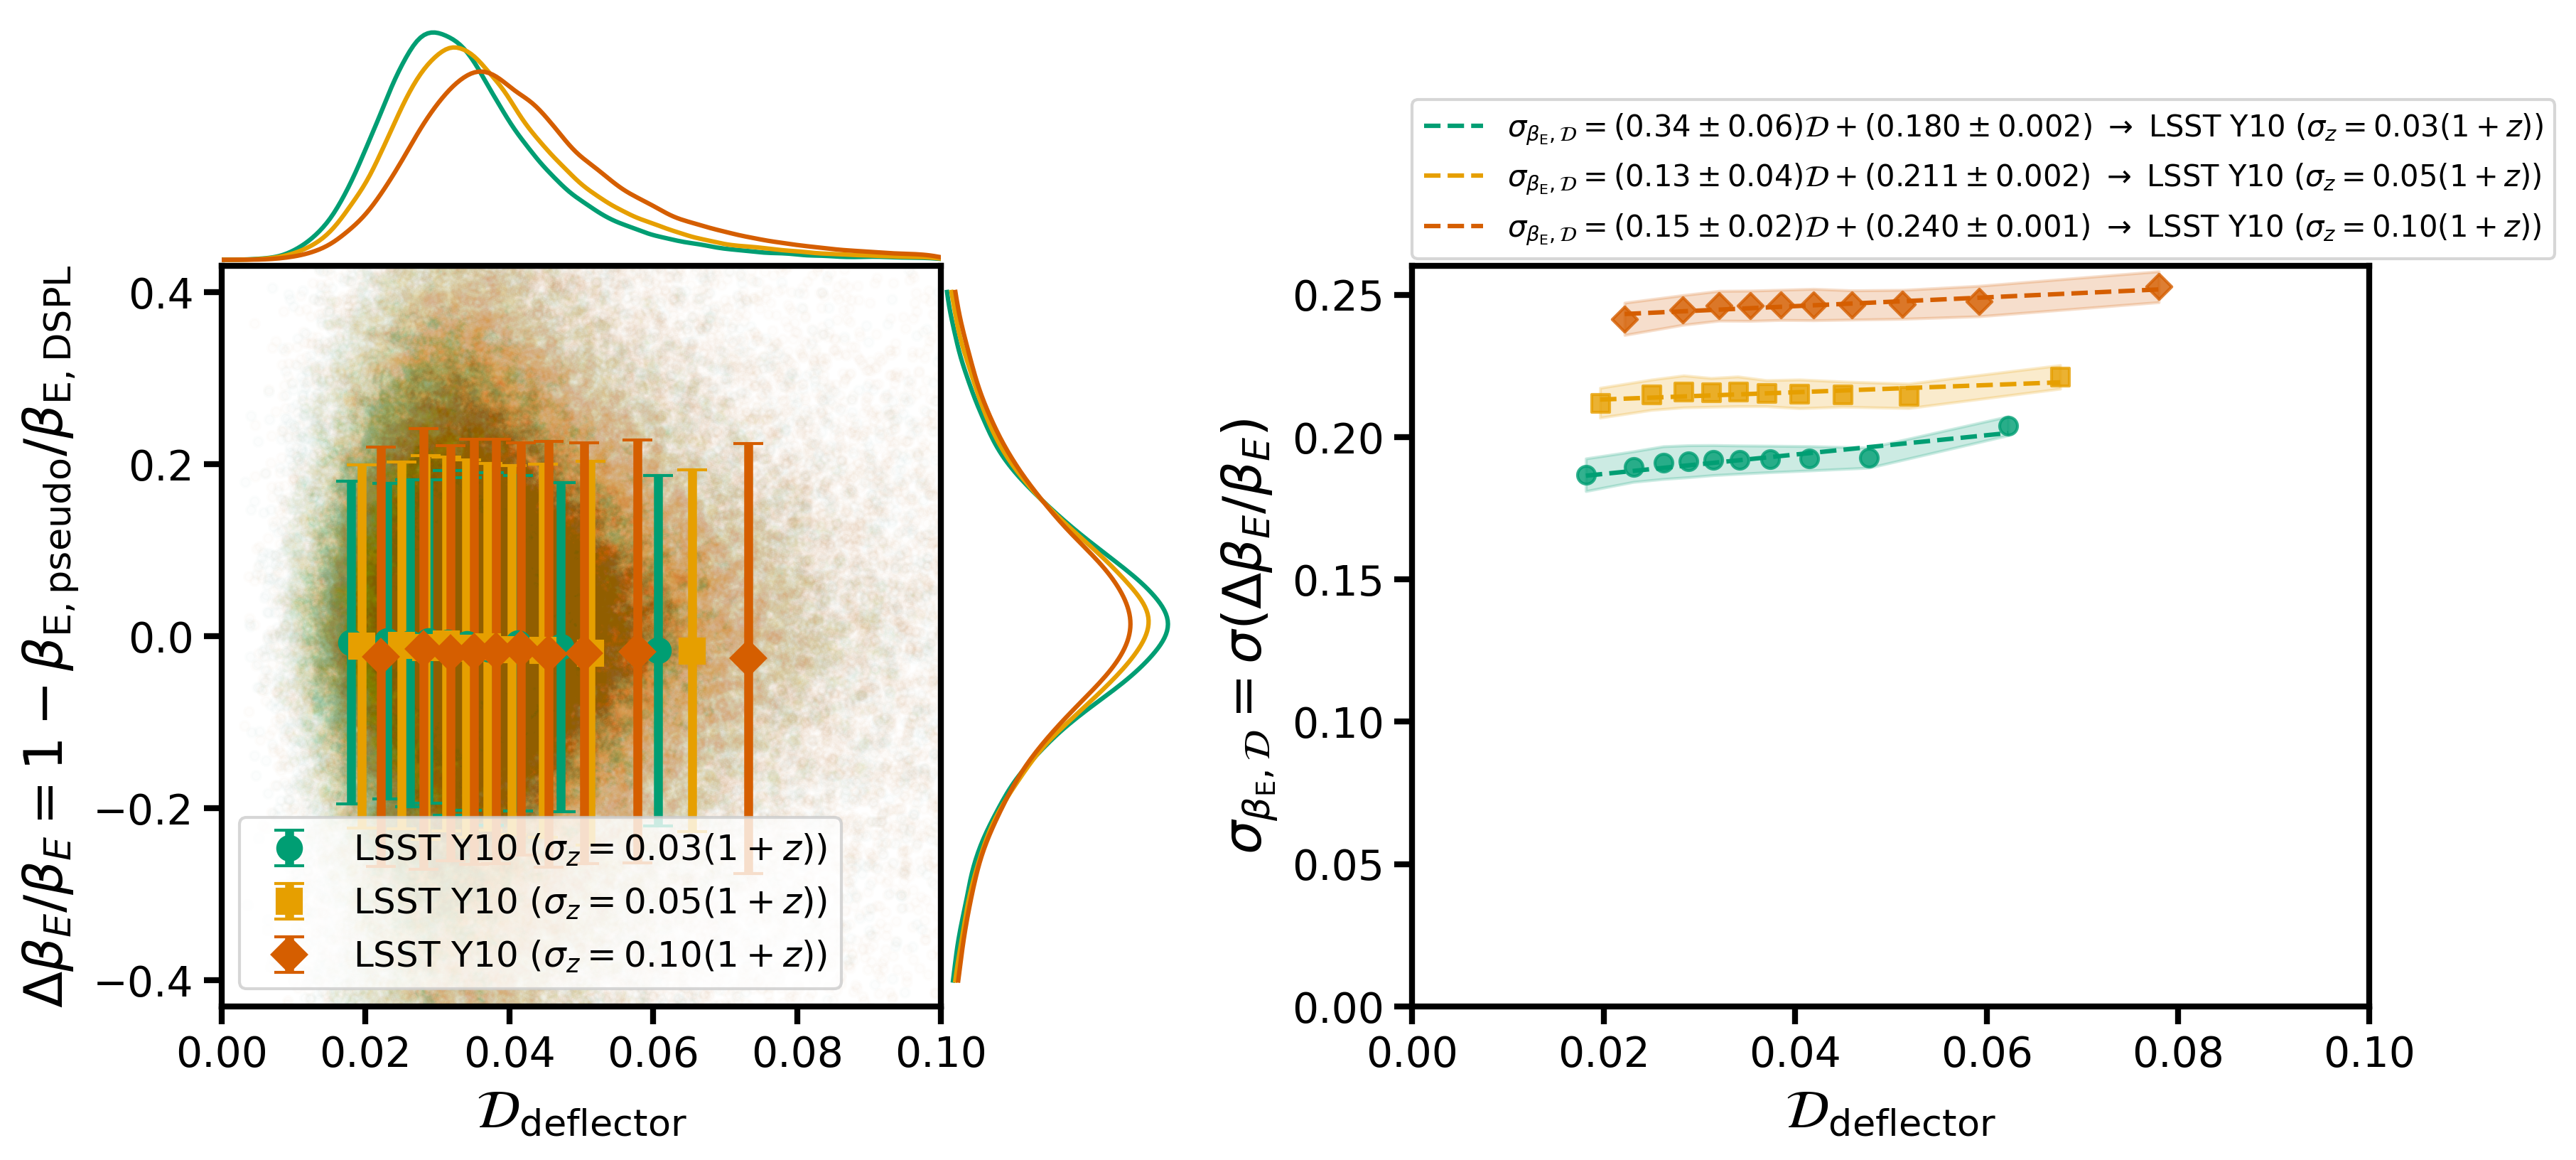 σ_{β_E, 𝒟} = (0.34 ± 0.06)𝒟 + (0.180 ± 0.002) → LSST Y10 (σ_z = 0.03(1 + z))
σ_{β_E, 𝒟} = (0.13 ± 0.04)𝒟 + (0.211 ± 0.002) → LSST Y10 (σ_z = 0.05(1 + z))
σ_{β_E, 𝒟} = (0.15 ± 0.02)𝒟 + (0.240 ± 0.001) → LSST Y10 (σ_z = 0.10(1 + z))
Δβ_E/β_E = 1 − β_{E, pseudo}/β_{E, DSPL}
0.4
0.2
0.0
−0.2
−0.4
LSST Y10 (σ_z = 0.03(1 + z))
LSST Y10 (σ_z = 0.05(1 + z))
LSST Y10 (σ_z = 0.10(1 + z))
0.00 0.02 0.04 0.06 0.08 0.10
𝒟_deflector
σ_{β_E, 𝒟} = σ(Δβ_E/β_E)
0.25
0.20
0.15
0.10
0.05
0.00
0.00 0.02 0.04 0.06 0.08 0.10
𝒟_deflector